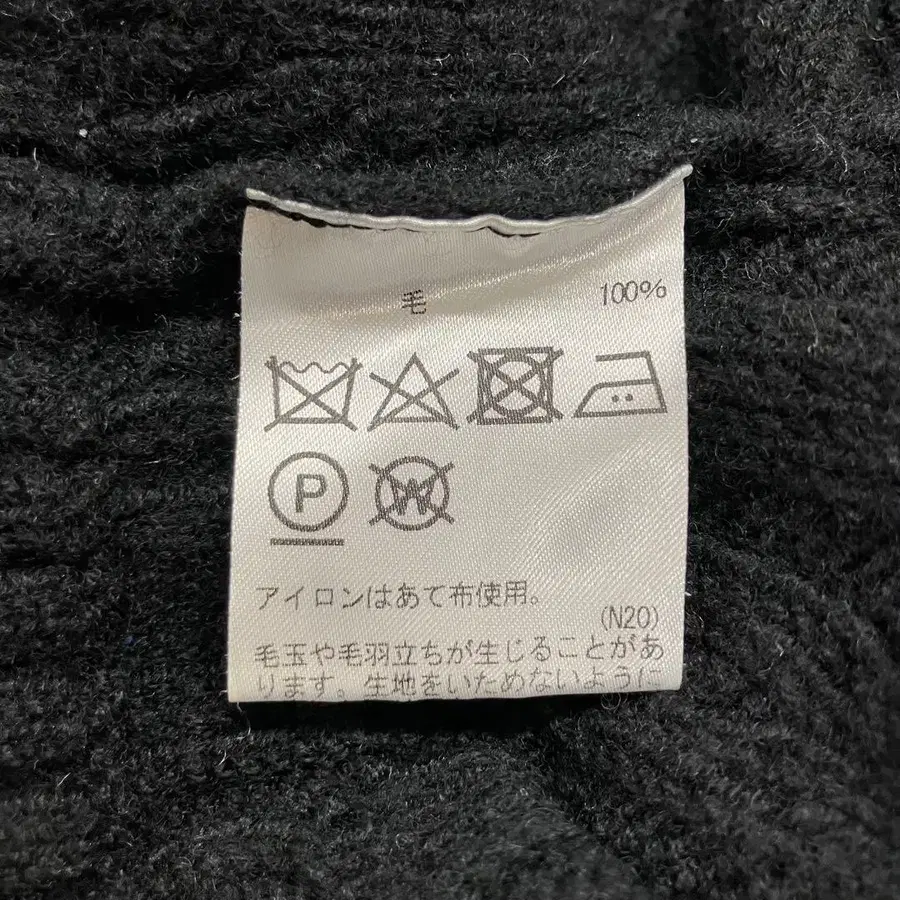 毛 100%
P W
アイロンはあて布使用。
(N20)
毛玉や毛羽立ちが生じることがあ
ります。生地をいためないように